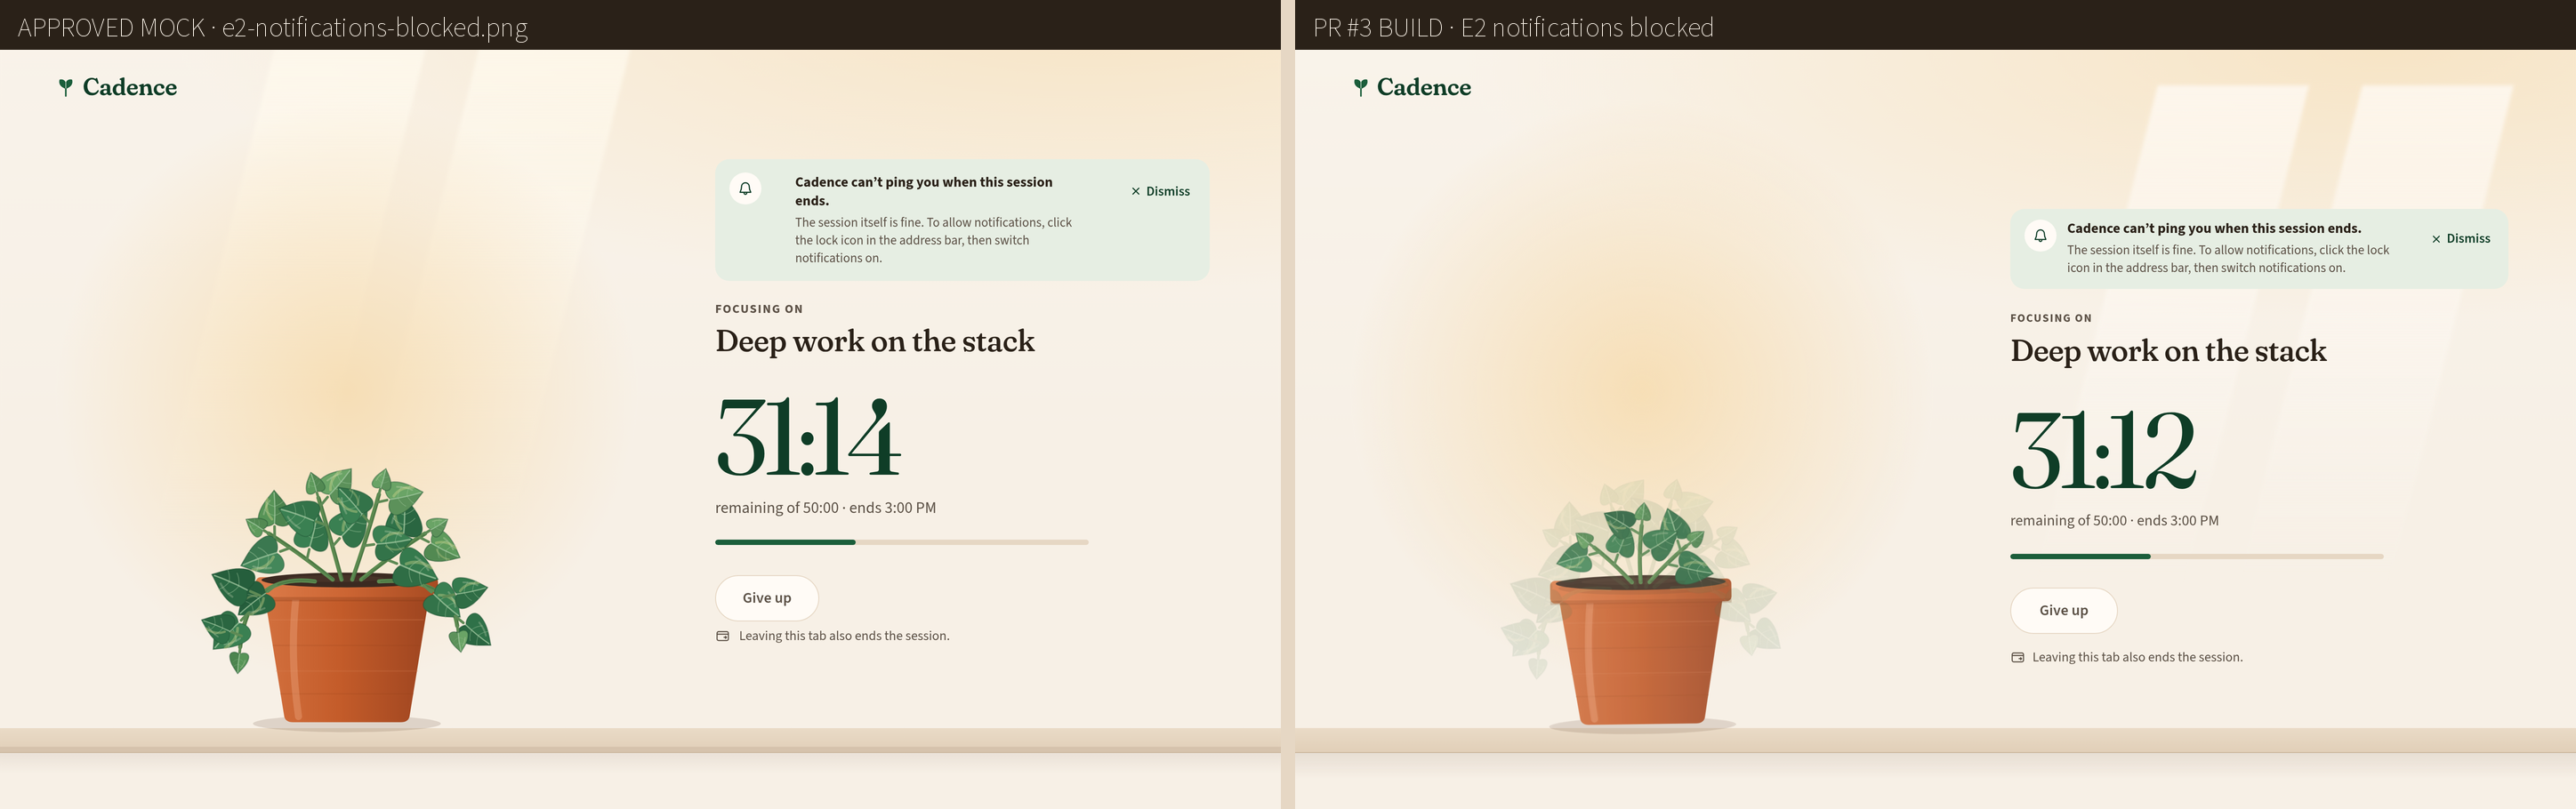 APPROVED MOCK · e2-notifications-blocked.png
Cadence
Cadence can’t ping you when this session
ends.
The session itself is fine. To allow notifications, click
the lock icon in the address bar, then switch
notifications on.
Dismiss
FOCUSING ON
Deep work on the stack
31:14
remaining of 50:00 · ends 3:00 PM
Give up
Leaving this tab also ends the session.
PR #3 BUILD · E2 notifications blocked
Cadence
Cadence can’t ping you when this session ends.
The session itself is fine. To allow notifications, click the lock
icon in the address bar, then switch notifications on.
Dismiss
FOCUSING ON
Deep work on the stack
31:12
remaining of 50:00 · ends 3:00 PM
Give up
Leaving this tab also ends the session.